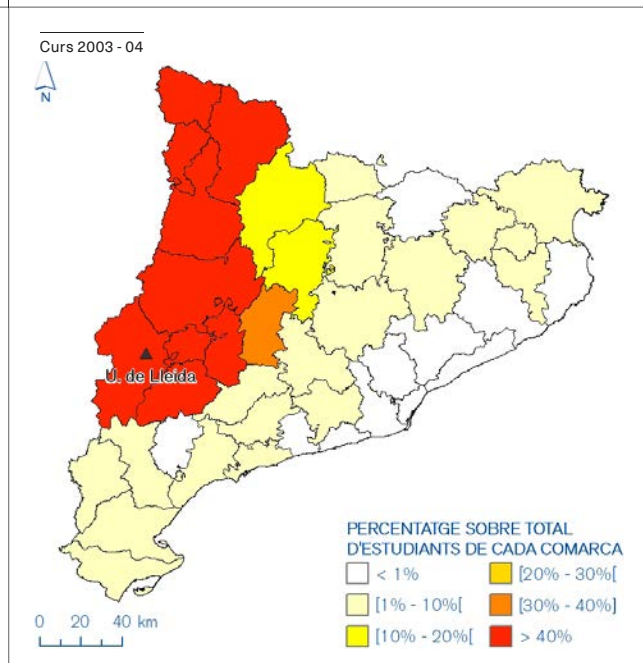 Curs 2003 - 04
N
U. de Lleida
PERCENTATGE SOBRE TOTAL
D'ESTUDIANTS DE CADA COMARCA
< 1%
[1% - 10%[
[10% - 20%[
[20% - 30%[
[30% - 40%]
> 40%
0 20 40 km